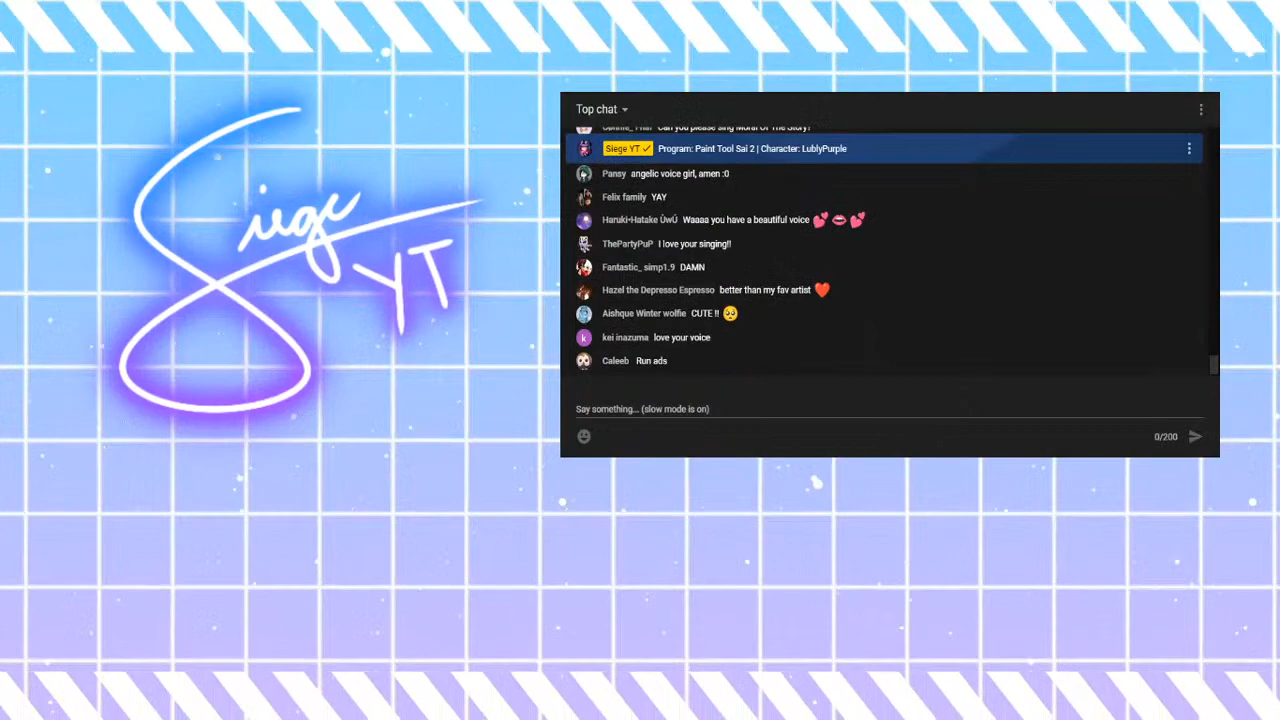 Siege
YT
Top chat
Can you please sing Moral Of The Story?
Siege YT Program: Paint Tool Sai 2 | Character: LublyPurple
Pansy angelic voice girl, amen :0
Felix family YAY
Haruki•Hatake ÙwÚ Waaaa you have a beautiful voice 💕💋💕
ThePartyPuP I love your singing!!
Fantastic_ simp1.9 DAMN
Hazel the Depresso Espresso better than my fav artist ❤️
Aishque Winter wolfie CUTE !! 🥺
k kei inazuma love your voice
Caleeb Run ads
Say something... (slow mode is on)
0/200